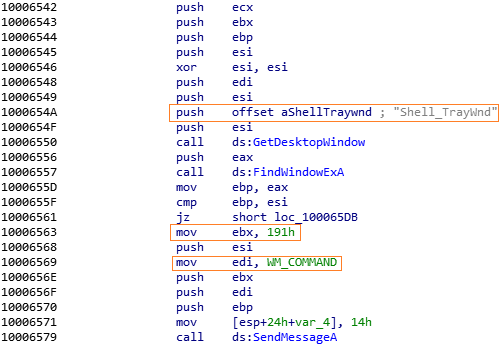 10006542 push ecx
10006543 push ebx
10006544 push ebp
10006545 push esi
10006546 xor esi, esi
10006548 push edi
10006549 push esi
1000654A push offset aShellTraywnd ; "Shell_TrayWnd"
1000654F push esi
10006550 call ds:GetDesktopWindow
10006556 push eax
10006557 call ds:FindWindowExA
1000655D mov ebp, eax
1000655F cmp ebp, esi
10006561 jz short loc_100065DB
10006563 mov ebx, 191h
10006568 push esi
10006569 mov edi, WM_COMMAND
1000656E push ebx
1000656F push edi
10006570 push ebp
10006571 mov [esp+24h+var_4], 14h
10006579 call ds:SendMessageA